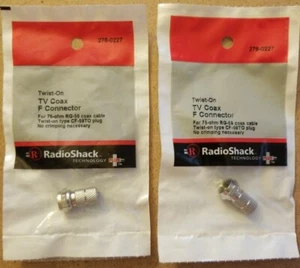 278-0227
Twist-On
TV Coax
F Connector
For 75-ohm RG-59 coax cable
Twist-on type CF-59TO plug
No crimping necessary
R RadioShack
TECHNOLOGY
278-0227
Twist-On
TV Coax
F Connector
For 75-ohm RG-59 coax cable
Twist-on type CF-59TO plug
No crimping necessary
R RadioShack
TECHNOLOGY